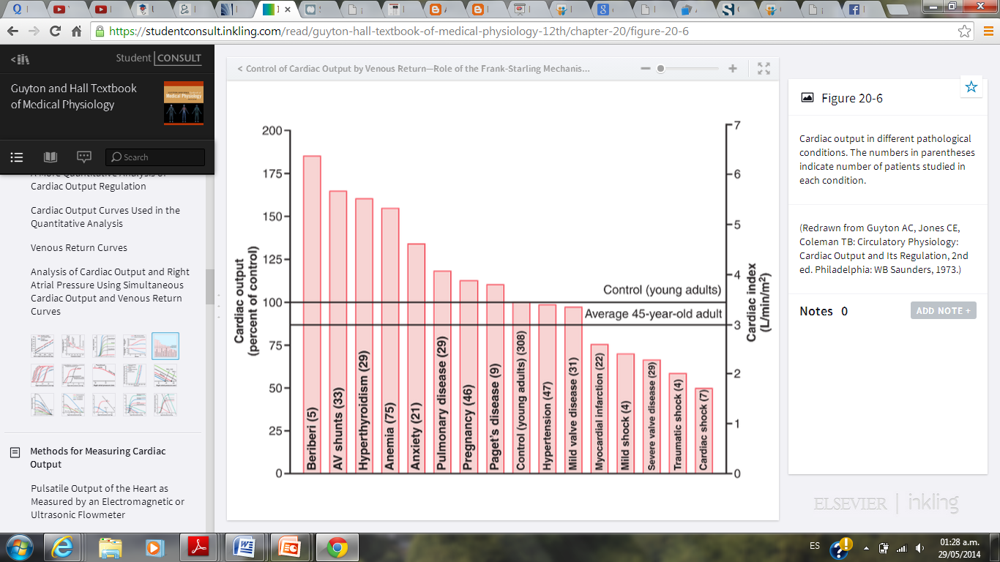 https://studentconsult.inkling.com/read/guyton-hall-textbook-of-medical-physiology-12th/chapter-20/figure-20-6
Student CONSULT
Guyton and Hall Textbook
of Medical Physiology
Search
A More Quantitative Analysis of
Cardiac Output Regulation
Cardiac Output Curves Used in the
Quantitative Analysis
Venous Return Curves
Analysis of Cardiac Output and Right
Atrial Pressure Using Simultaneous
Cardiac Output and Venous Return
Curves
Methods for Measuring Cardiac
Output
Pulsatile Output of the Heart as
Measured by an Electromagnetic or
Ultrasonic Flowmeter
< Control of Cardiac Output by Venous Return—Role of the Frank-Starling Mechanis...
Cardiac output
(percent of control)
200
175
150
125
100
75
50
25
0
Beriberi (5)
AV shunts (33)
Hyperthyroidism (29)
Anemia (75)
Anxiety (21)
Pulmonary disease (29)
Pregnancy (46)
Paget's disease (9)
Control (young adults) (308)
Hypertension (47)
Mild valve disease (31)
Myocardial infarction (22)
Mild shock (4)
Severe valve disease (29)
Traumatic shock (4)
Cardiac shock (7)
Control (young adults)
Average 45-year-old adult
7
6
5
4
3
2
1
0
Cardiac index
(L/min/m²)
Figure 20-6
Cardiac output in different pathological
conditions. The numbers in parentheses
indicate number of patients studied in
each condition.
(Redrawn from Guyton AC, Jones CE,
Coleman TB: Circulatory Physiology:
Cardiac Output and Its Regulation, 2nd
ed. Philadelphia: WB Saunders, 1973.)
Notes 0
ADD NOTE +
ELSEVIER | inkling
ES
01:28 a.m.
29/05/2014